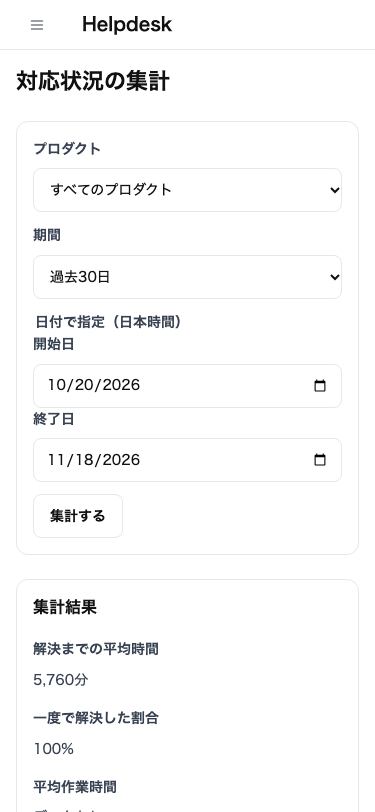 Helpdesk
対応状況の集計
プロダクト
すべてのプロダクト
期間
過去30日
日付で指定（日本時間）
開始日
10/20/2026
終了日
11/18/2026
集計する
集計結果
解決までの平均時間
5,760分
一度で解決した割合
100%
平均作業時間